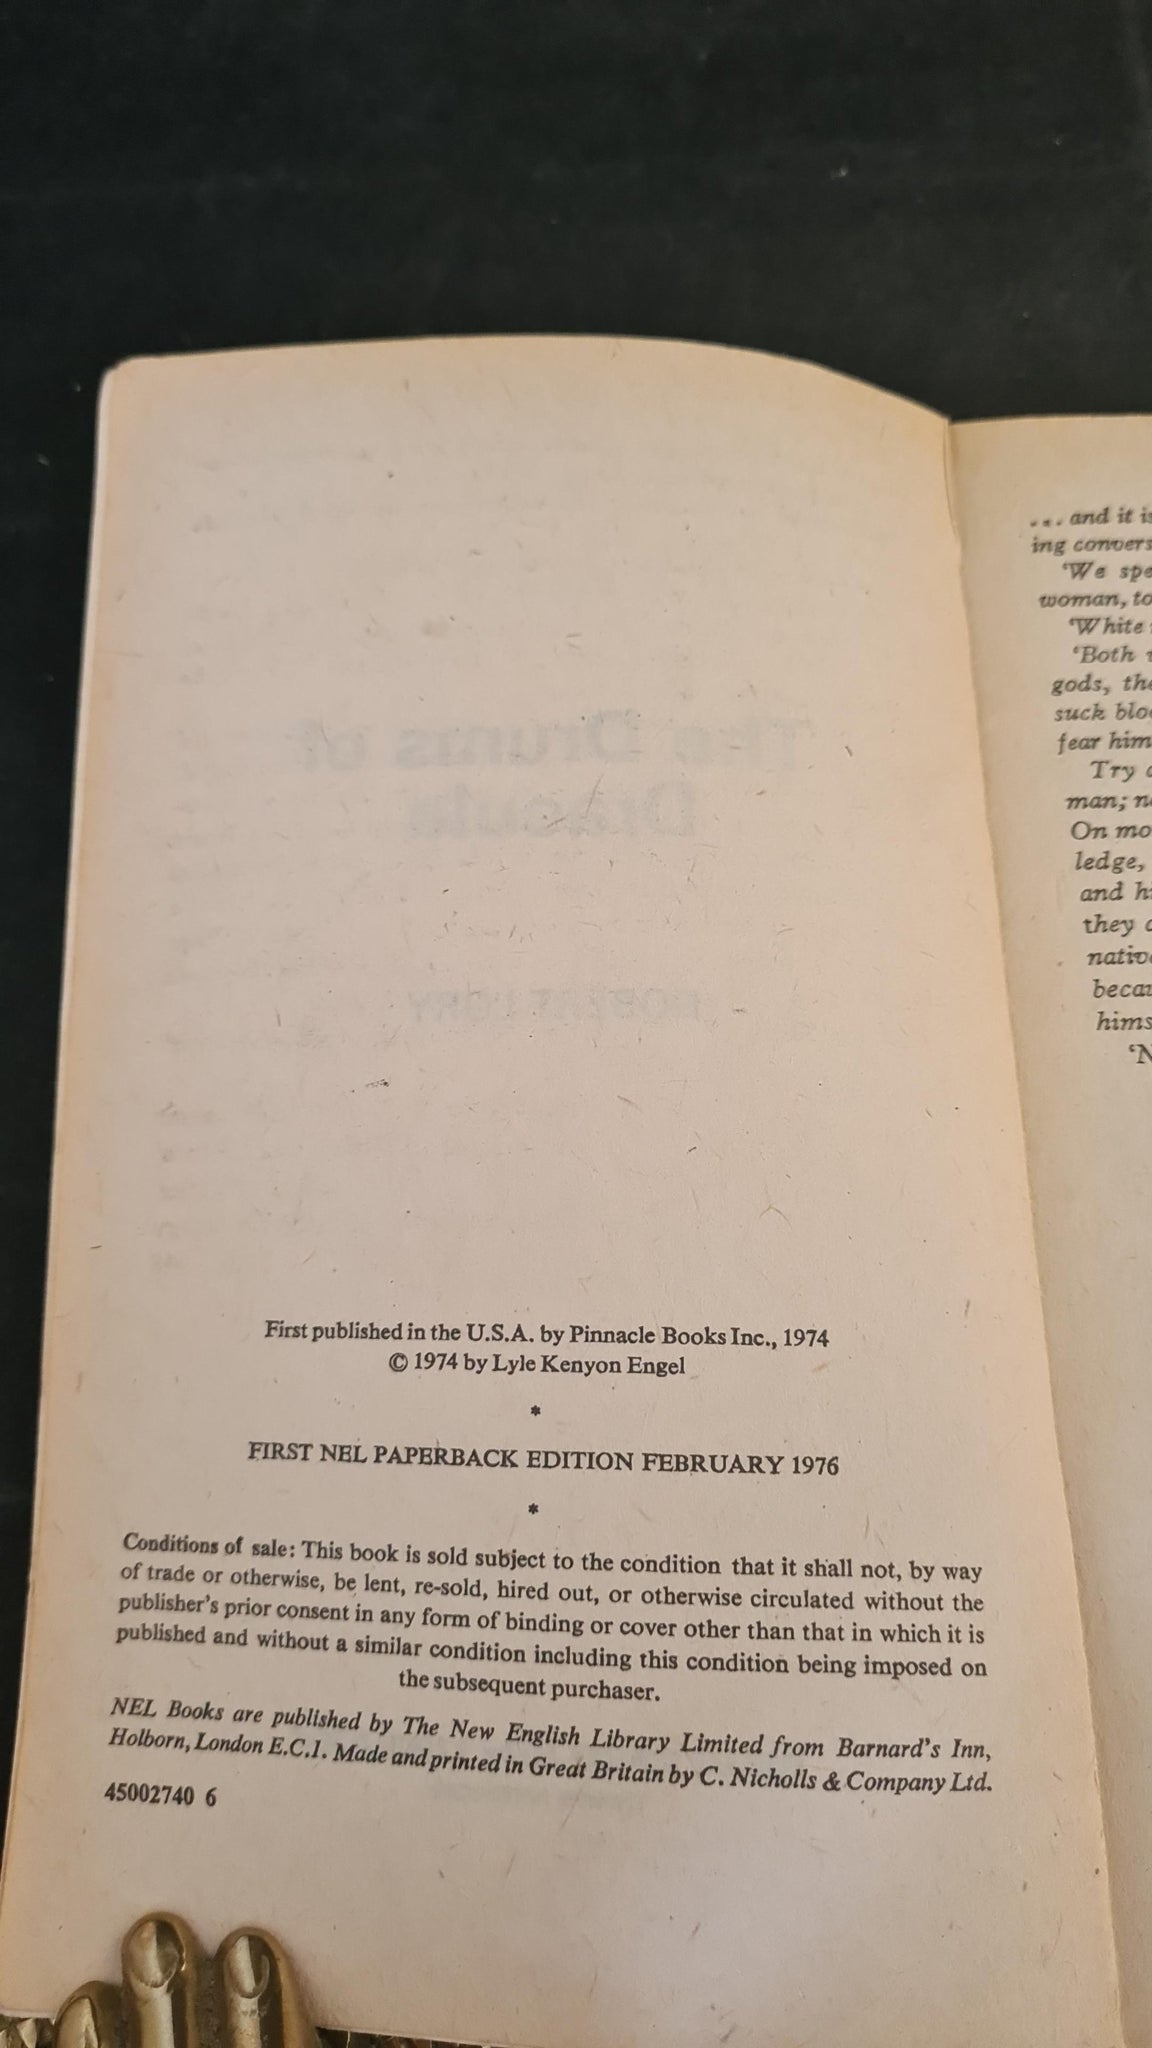 First published in the U.S.A. by Pinnacle Books Inc., 1974
© 1974 by Lyle Kenyon Engel
*
FIRST NEL PAPERBACK EDITION FEBRUARY 1976
*
Conditions of sale: This book is sold subject to the condition that it shall not, by way
of trade or otherwise, be lent, re-sold, hired out, or otherwise circulated without the
publisher's prior consent in any form of binding or cover other than that in which it is
published and without a similar condition including this condition being imposed on
the subsequent purchaser.
NEL Books are published by The New English Library Limited from Barnard's Inn,
Holborn, London E.C.1. Made and printed in Great Britain by C. Nicholls & Company Ltd.
45002740 6
... and it is
ing convers
'We spe
woman, to
'White
'Both
gods, the
suck bloo
fear him
Try
man; no
On mo
ledge,
and hi
they
native
becau
hims
'N